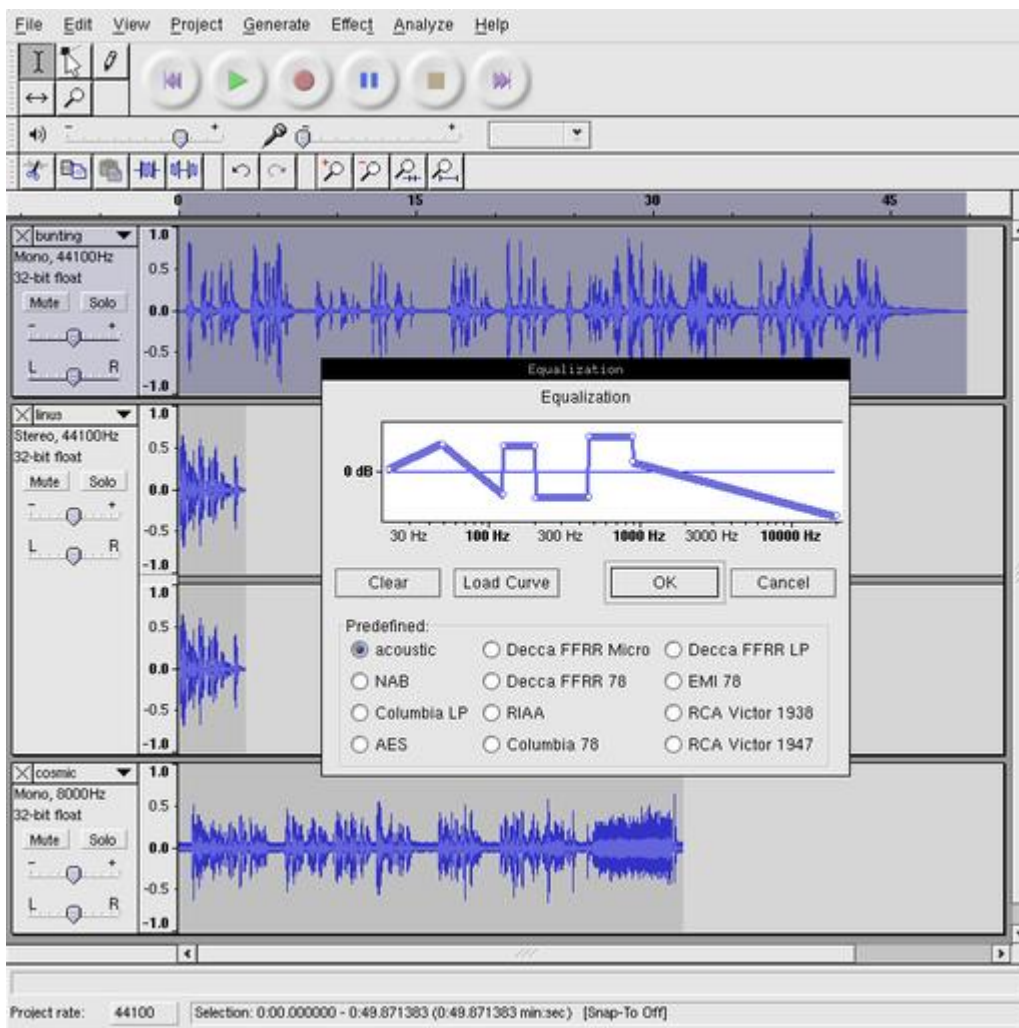 File Edit View Project Generate Effect Analyze Help
0 15 30 45
bunting
Mono, 44100Hz
32-bit float
Mute Solo
- +
L R
1.0
0.5
0.0
-0.5
-1.0
linus
Stereo, 44100Hz
32-bit float
Mute Solo
- +
L R
1.0
0.5
0.0
-0.5
-1.0
1.0
0.5
0.0
-0.5
-1.0
cosmic
Mono, 8000Hz
32-bit float
Mute Solo
- +
L R
1.0
0.5
0.0
-0.5
-1.0
Equalization
Equalization
0 dB
30 Hz 100 Hz 300 Hz 1000 Hz 3000 Hz 10000 Hz
Clear Load Curve OK Cancel
Predefined:
acoustic Decca FFRR Micro Decca FFRR LP
NAB Decca FFRR 78 EMI 78
Columbia LP RIAA RCA Victor 1938
AES Columbia 78 RCA Victor 1947
Project rate: 44100 Selection: 0:00.000000 - 0:49.871383 (0:49.871383 min:sec) [Snap-To Off]